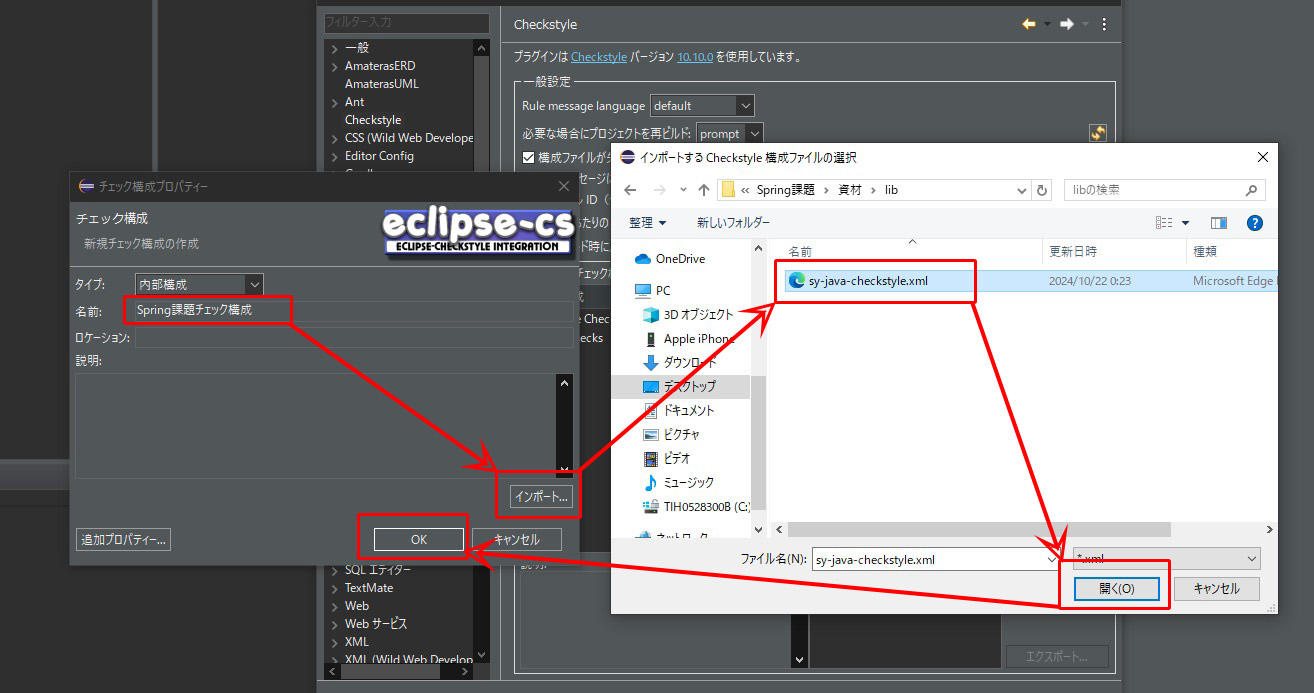 フィルター入力
一般
AmaterasERD
AmaterasUML
Ant
Checkstyle
CSS (Wild Web Develope
Editor Config
Checkstyle
プラグインは Checkstyle バージョン 10.10.0 を使用しています。
一般設定
Rule message language default
必要な場合にプロジェクトを再ビルド: prompt
チェック構成プロパティー
チェック構成
新規チェック構成の作成
eclipse-cs
ECLIPSE-CHECKSTYLE INTEGRATION
タイプ: 内部構成
名前: Spring課題チェック構成
ロケーション:
説明:
インポート...
追加プロパティー...
OK
キャンセル
インポートする Checkstyle 構成ファイルの選択
« Spring課題 › 資材 › lib
libの検索
整理 新しいフォルダー
名前 更新日時 種類
sy-java-checkstyle.xml 2024/10/22 0:23 Microsoft Edge
OneDrive
PC
3D オブジェクト
Apple iPhone
ダウンロード
デスクトップ
ドキュメント
ピクチャ
ビデオ
ミュージック
TIH0528300B (C:)
ネットワーク
ファイル名(N): sy-java-checkstyle.xml
*.xml
開く(O)
キャンセル
SQL エディター
TextMate
Web
Web サービス
XML
XML (Wild Web Develop
説明:
エクスポート...